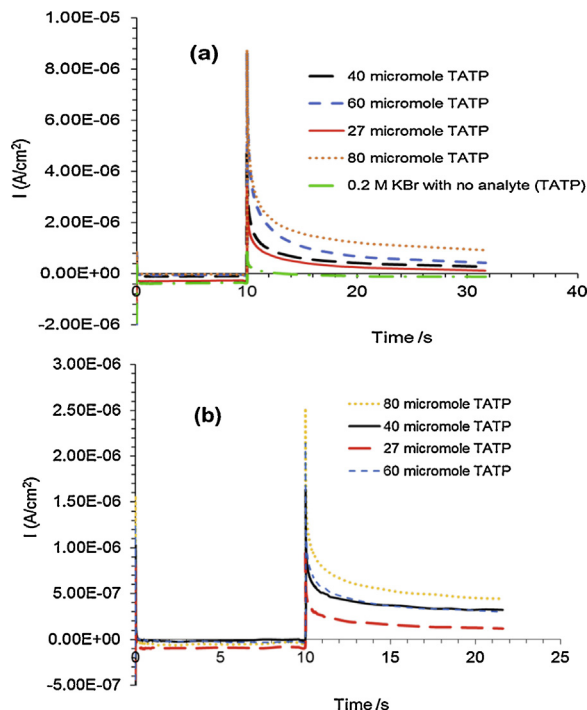 (a)
I (A/cm²)
1.00E-05
8.00E-06
6.00E-06
4.00E-06
2.00E-06
0.00E+00
-2.00E-06
40 micromole TATP
60 micromole TATP
27 micromole TATP
80 micromole TATP
0.2 M KBr with no analyte (TATP)
0 10 20 30 40
Time /s
(b)
I (A/cm²)
3.00E-06
2.50E-06
2.00E-06
1.50E-06
1.00E-06
5.00E-07
0.00E+00
-5.00E-07
80 micromole TATP
40 micromole TATP
27 micromole TATP
60 micromole TATP
0 5 10 15 20 25
Time /s